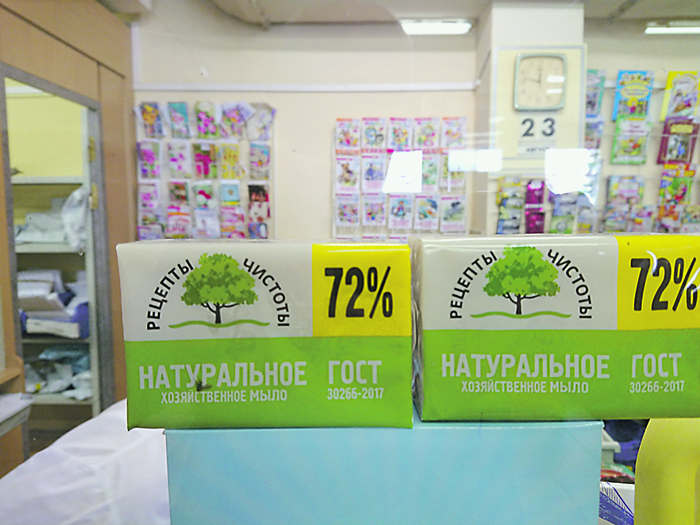 23
АВГУСТ
РЕЦЕПТЫ ЧИСТОТЫ
72%
НАТУРАЛЬНОЕ
ХОЗЯЙСТВЕННОЕ МЫЛО
ГОСТ
30266-2017
РЕЦЕПТЫ ЧИСТОТЫ
72%
НАТУРАЛЬНОЕ
ХОЗЯЙСТВЕННОЕ МЫЛО
ГОСТ
30266-2017